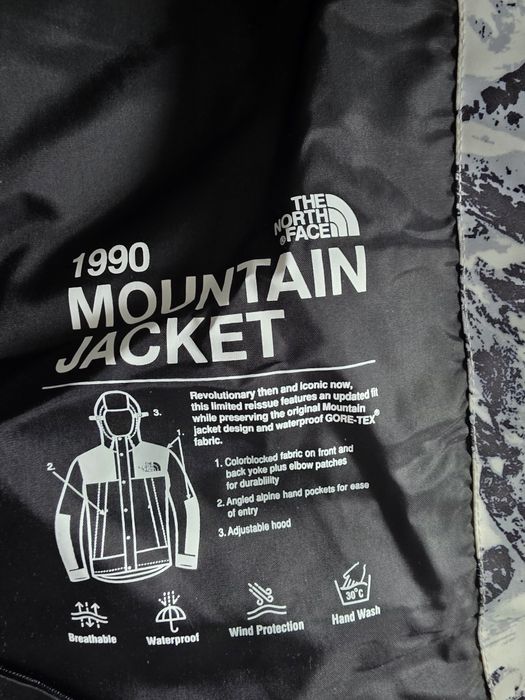 THE
NORTH
FACE
1990
MOUNTAIN
JACKET
Revolutionary then and Iconic now,
this limited reissue features an updated fit
while preserving the original Mountain
jacket design and waterproof GORE-TEX®
fabric.
1. Colorblocked fabric on front and
back yoke plus elbow patches
for durability
2. Angled alpine hand pockets for ease
of entry
3. Adjustable hood
3.
1.
2.
30°C
Breathable
Waterproof
Wind Protection
Hand Wash